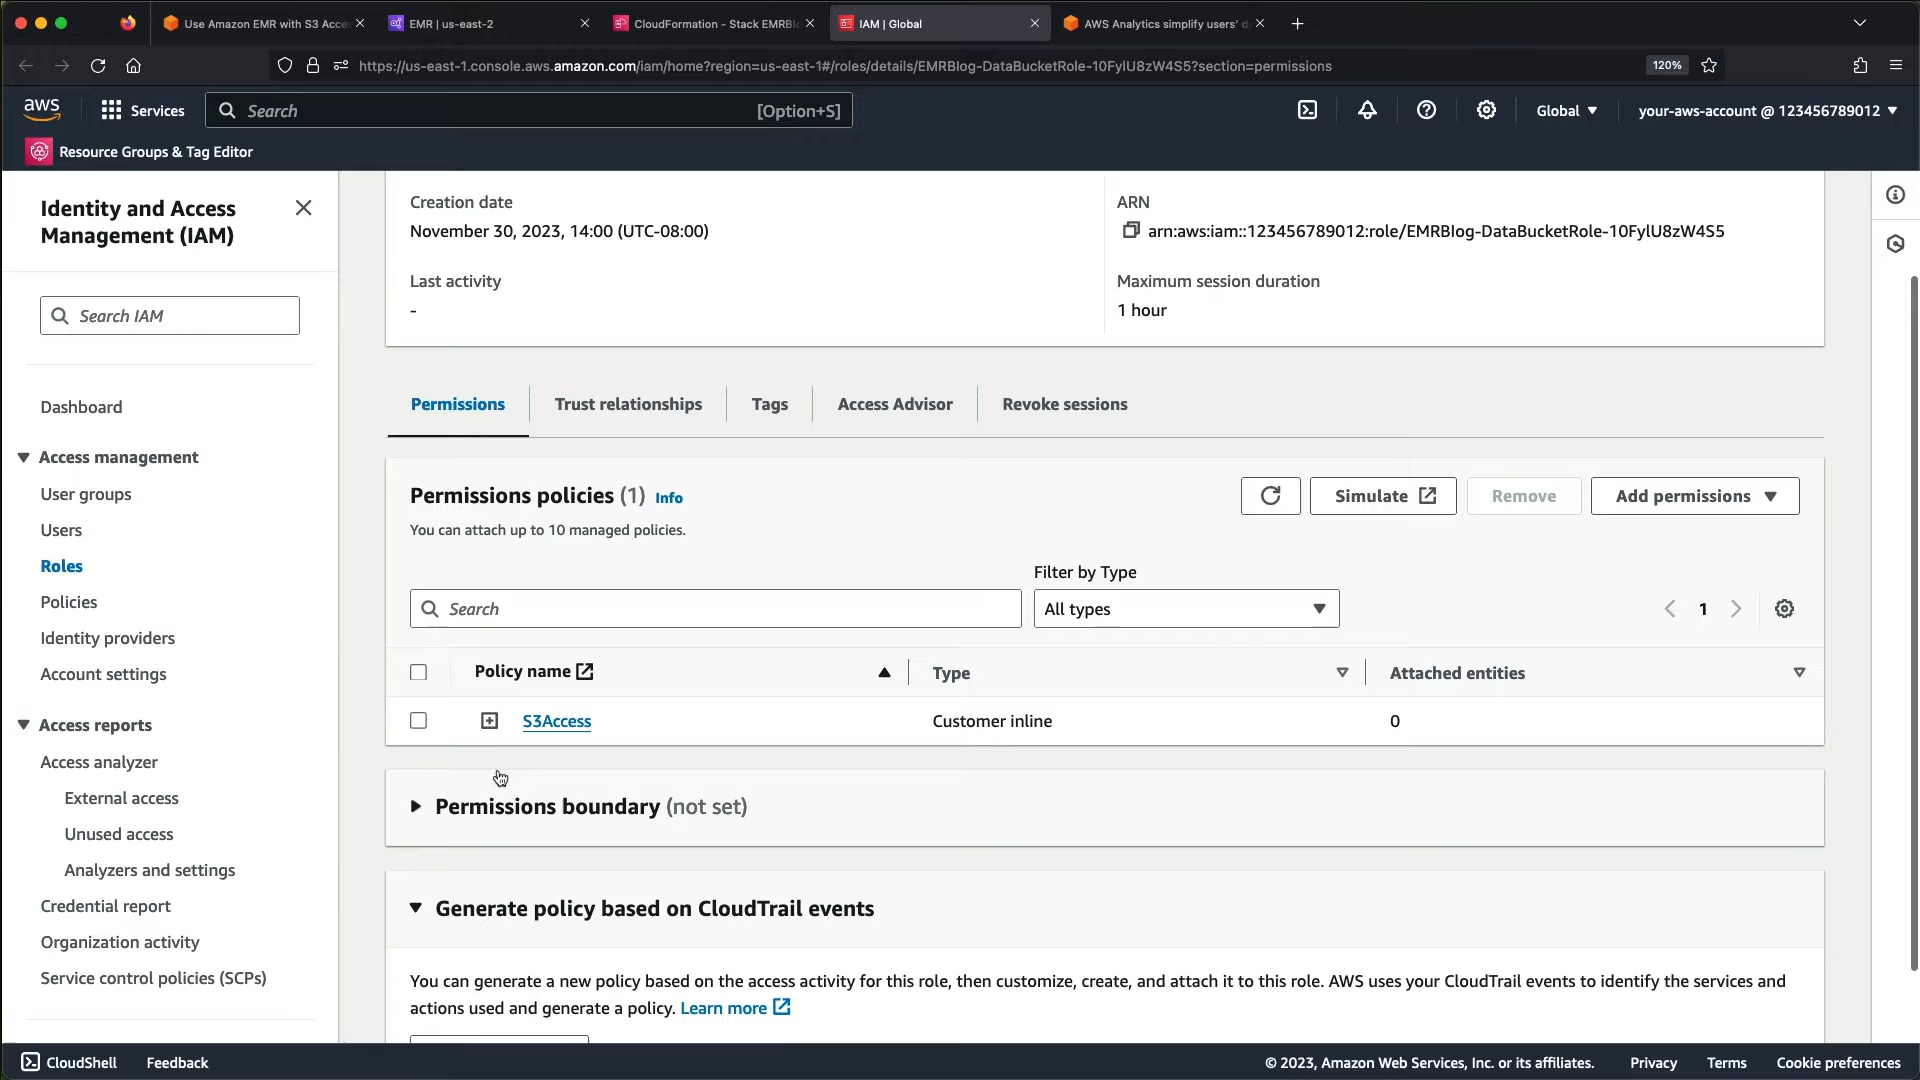 Use Amazon EMR with S3 Acce
EMR | us-east-2
CloudFormation - Stack EMRBl
IAM | Global
AWS Analytics simplify users' d
https://us-east-1.console.aws.amazon.com/iam/home?region=us-east-1#/roles/details/EMRBlog-DataBucketRole-10FylU8zW4S5?section=permissions
120%
aws
Services
Search
[Option+S]
Global
your-aws-account @ 123456789012
Resource Groups & Tag Editor
Identity and Access
Management (IAM)
Search IAM
Dashboard
Access management
User groups
Users
Roles
Policies
Identity providers
Account settings
Access reports
Access analyzer
External access
Unused access
Analyzers and settings
Credential report
Organization activity
Service control policies (SCPs)
Creation date
November 30, 2023, 14:00 (UTC-08:00)
ARN
arn:aws:iam::123456789012:role/EMRBlog-DataBucketRole-10FylU8zW4S5
Last activity
-
Maximum session duration
1 hour
Permissions
Trust relationships
Tags
Access Advisor
Revoke sessions
Permissions policies (1) Info
You can attach up to 10 managed policies.
Simulate
Remove
Add permissions
Filter by Type
Search
All types
1
Policy name
Type
Attached entities
S3Access
Customer inline
0
Permissions boundary (not set)
Generate policy based on CloudTrail events
You can generate a new policy based on the access activity for this role, then customize, create, and attach it to this role. AWS uses your CloudTrail events to identify the services and
actions used and generate a policy. Learn more
CloudShell
Feedback
© 2023, Amazon Web Services, Inc. or its affiliates.
Privacy
Terms
Cookie preferences